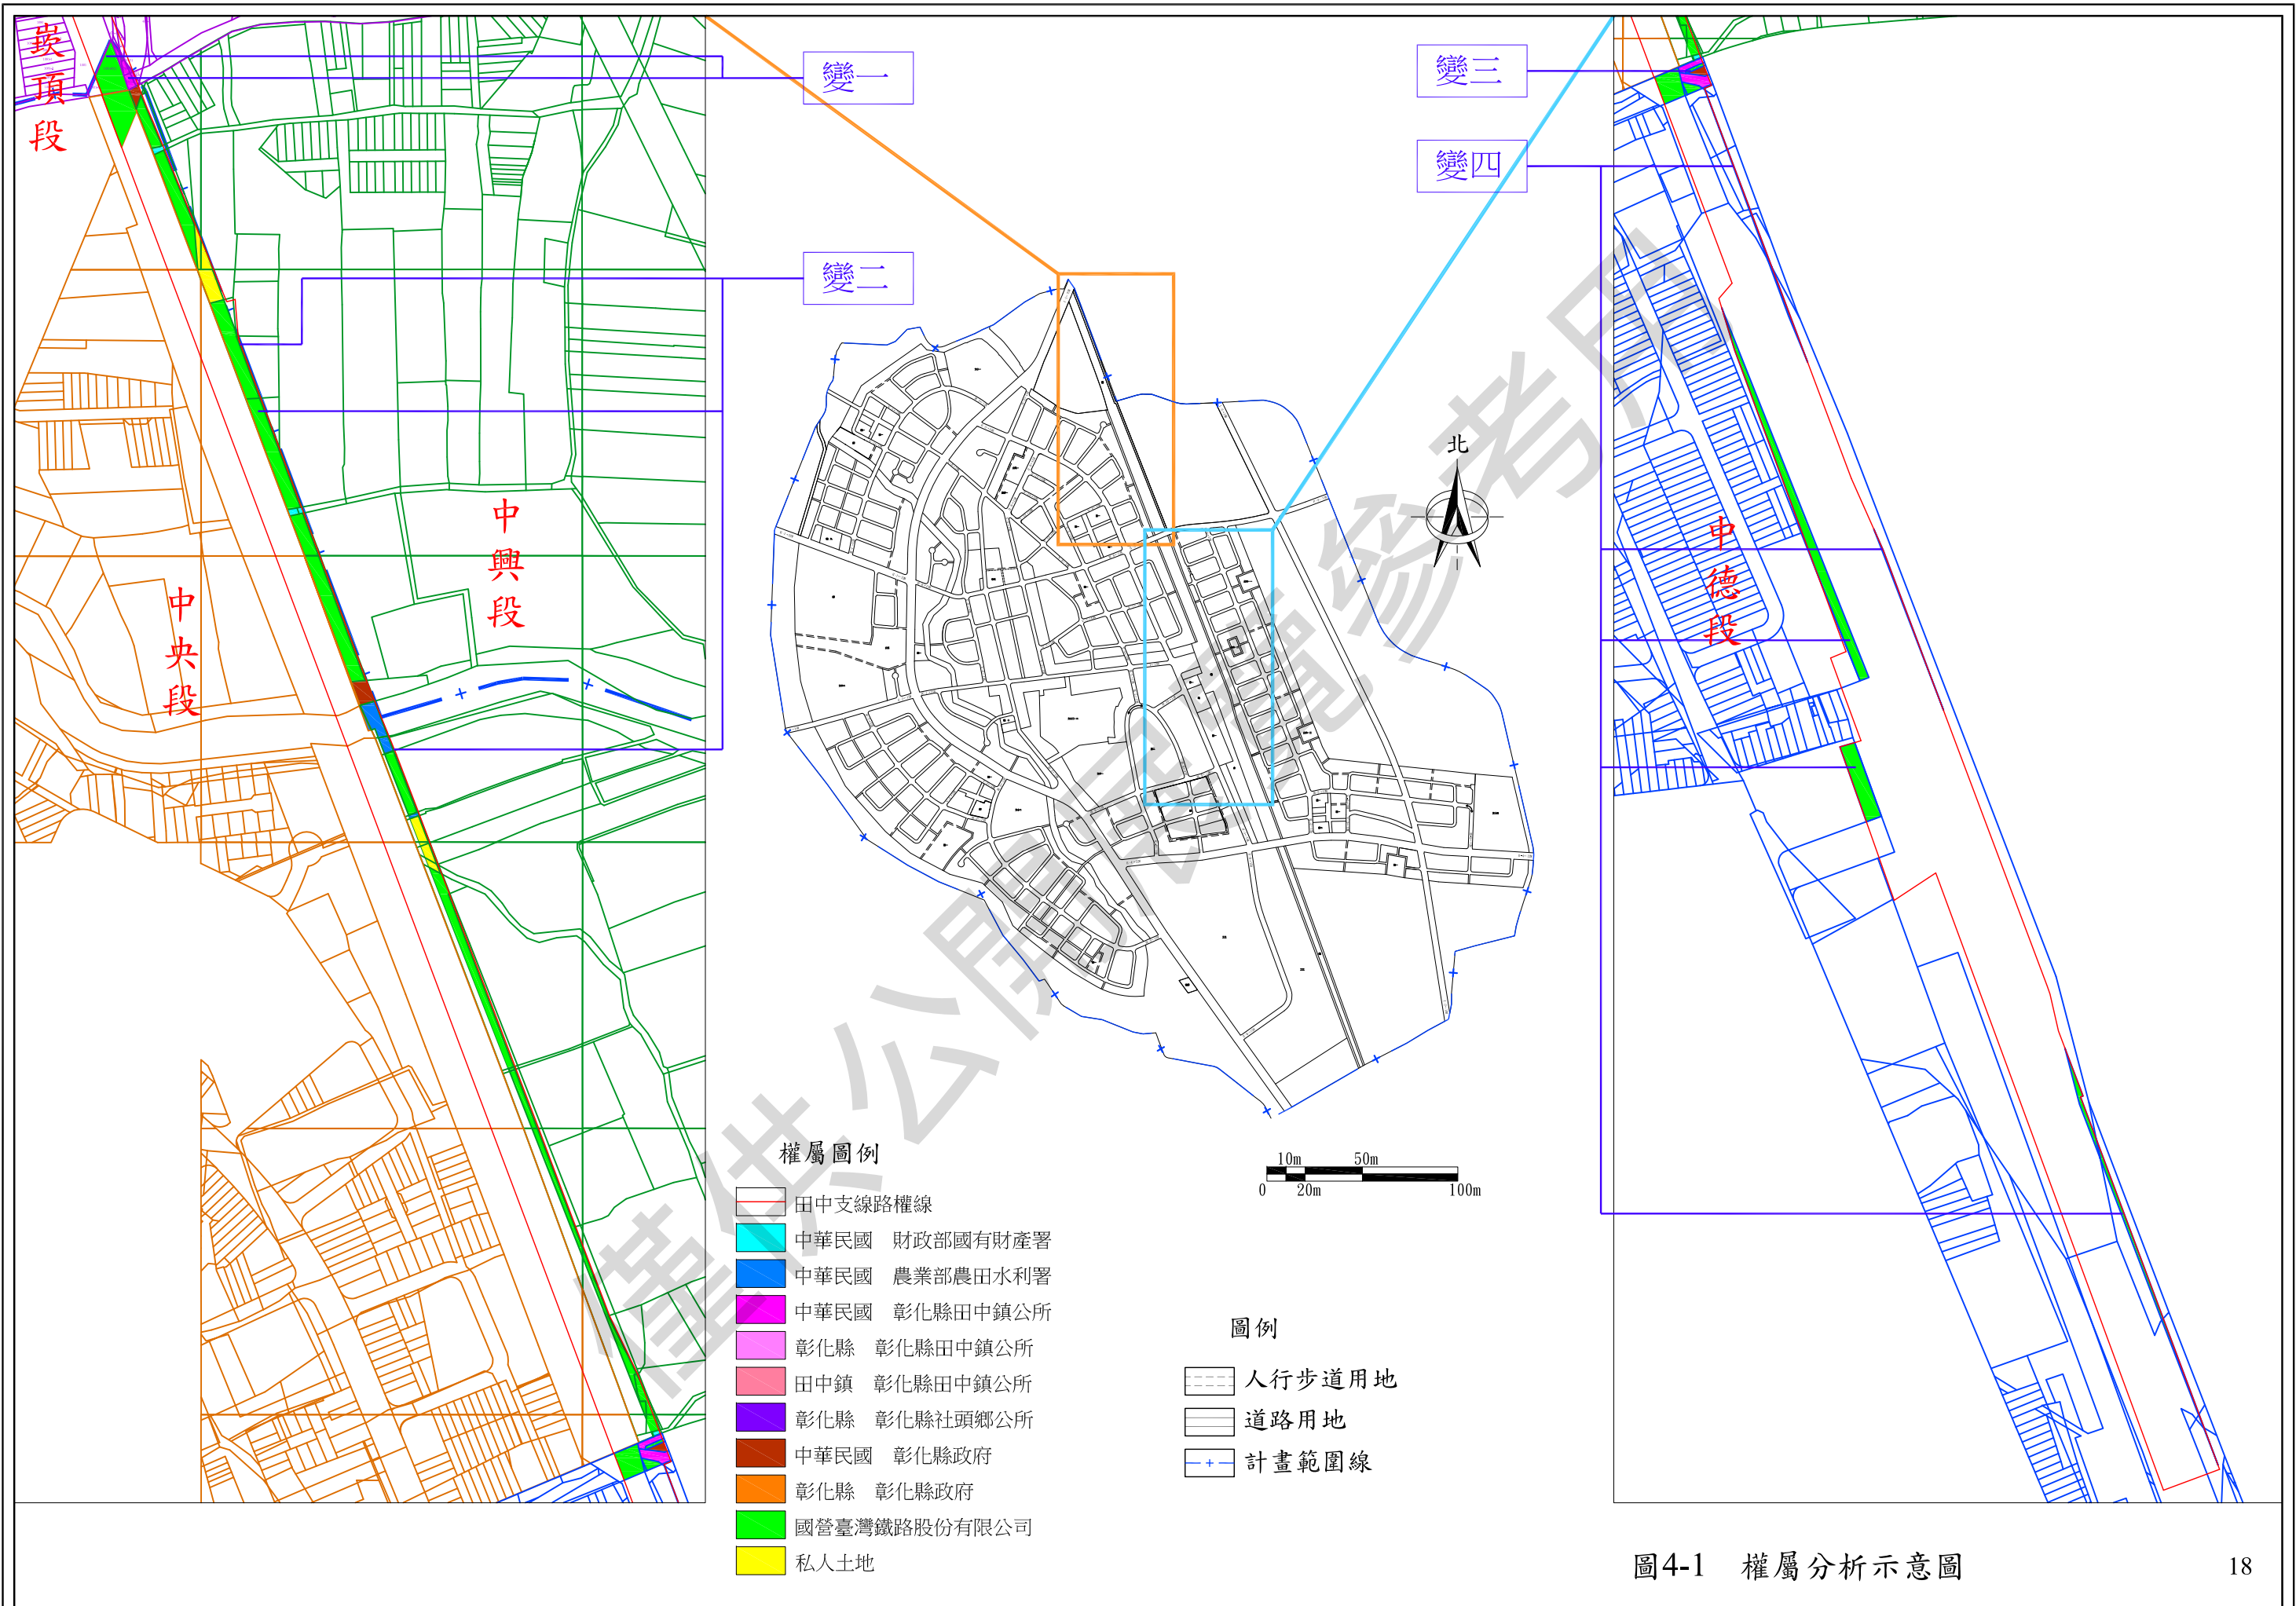 崁頂段
變一
變二
變三
變四
中興段
中央段
中德段
北
僅供公開展覽參考用
權屬圖例
田中支線路權線
中華民國　財政部國有財產署
中華民國　農業部農田水利署
中華民國　彰化縣田中鎮公所
彰化縣　彰化縣田中鎮公所
田中鎮　彰化縣田中鎮公所
彰化縣　彰化縣社頭鄉公所
中華民國　彰化縣政府
彰化縣　彰化縣政府
國營臺灣鐵路股份有限公司
私人土地
10m 50m
0 20m 100m
圖例
人行步道用地
道路用地
計畫範圍線
圖4-1　權屬分析示意圖
18